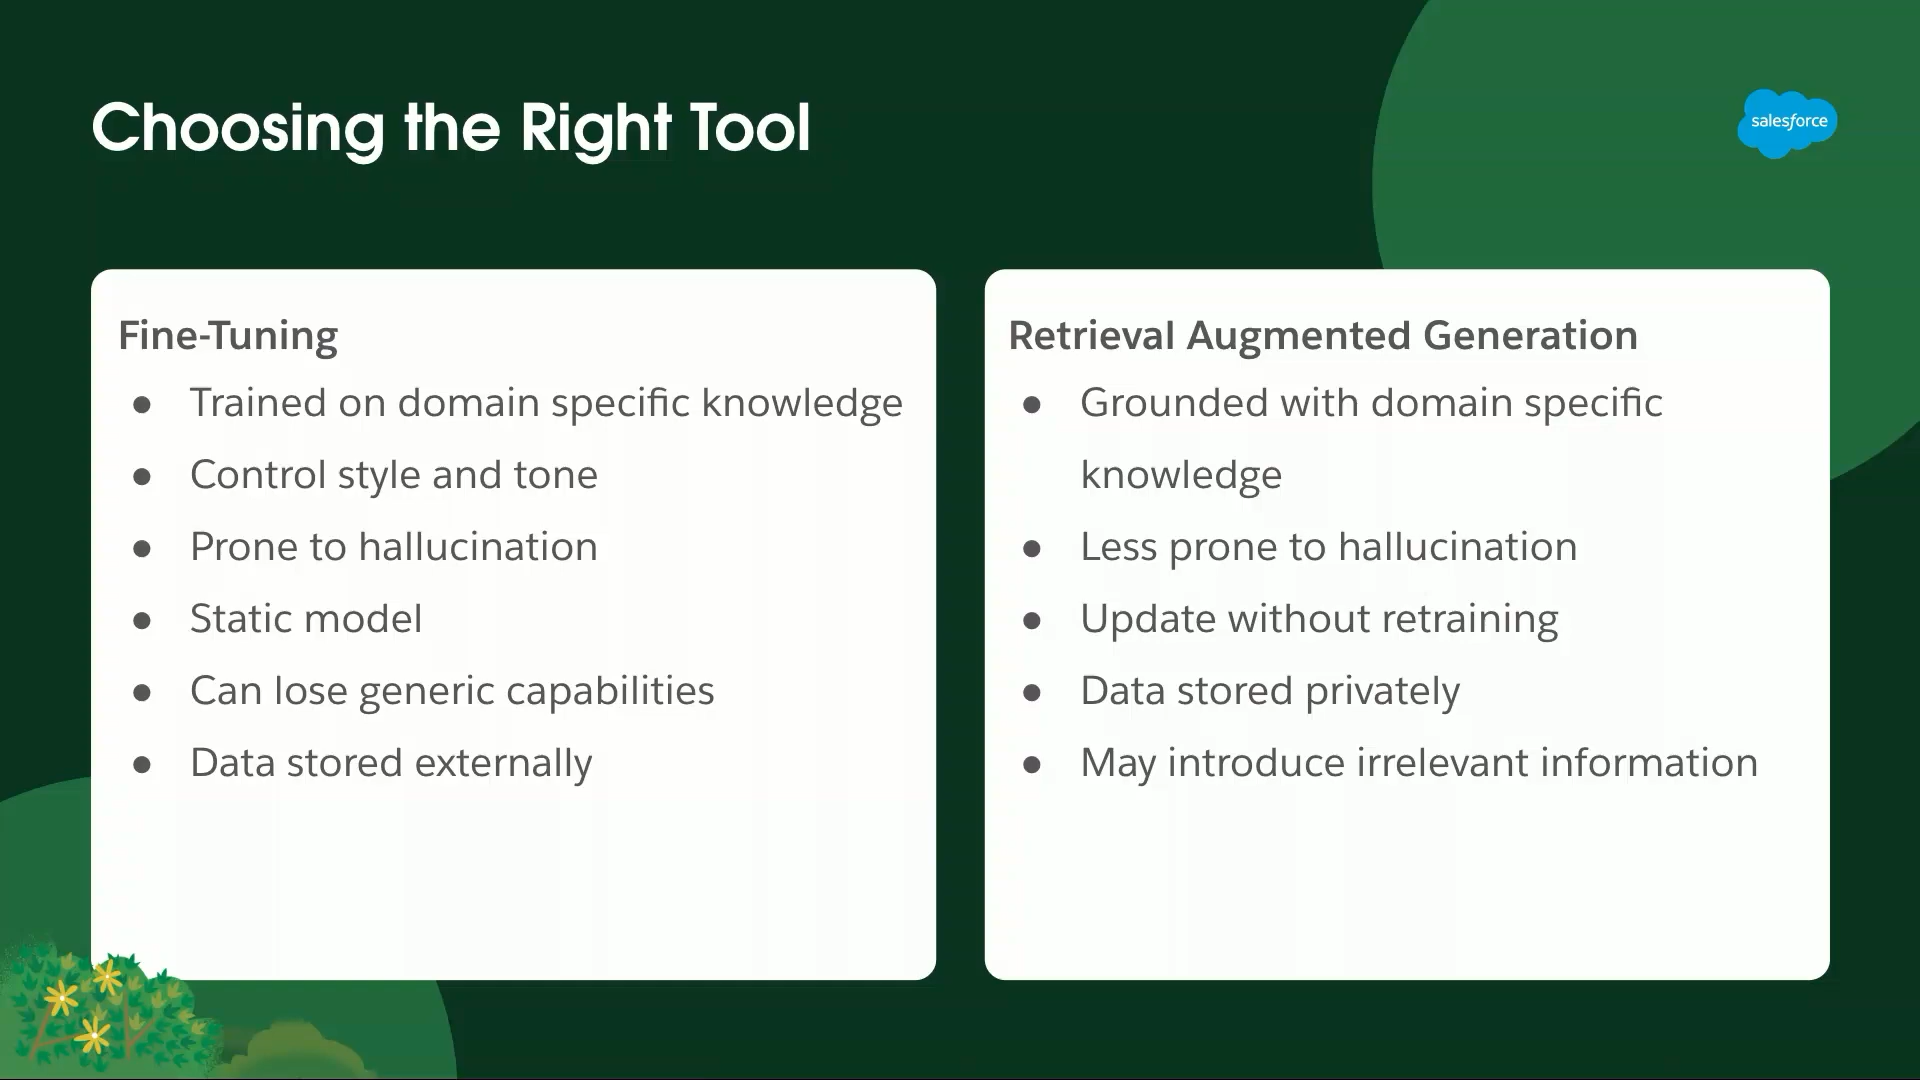 Choosing the Right Tool
salesforce
Fine-Tuning
● Trained on domain specific knowledge
● Control style and tone
● Prone to hallucination
● Static model
● Can lose generic capabilities
● Data stored externally
Retrieval Augmented Generation
● Grounded with domain specific
knowledge
● Less prone to hallucination
● Update without retraining
● Data stored privately
● May introduce irrelevant information